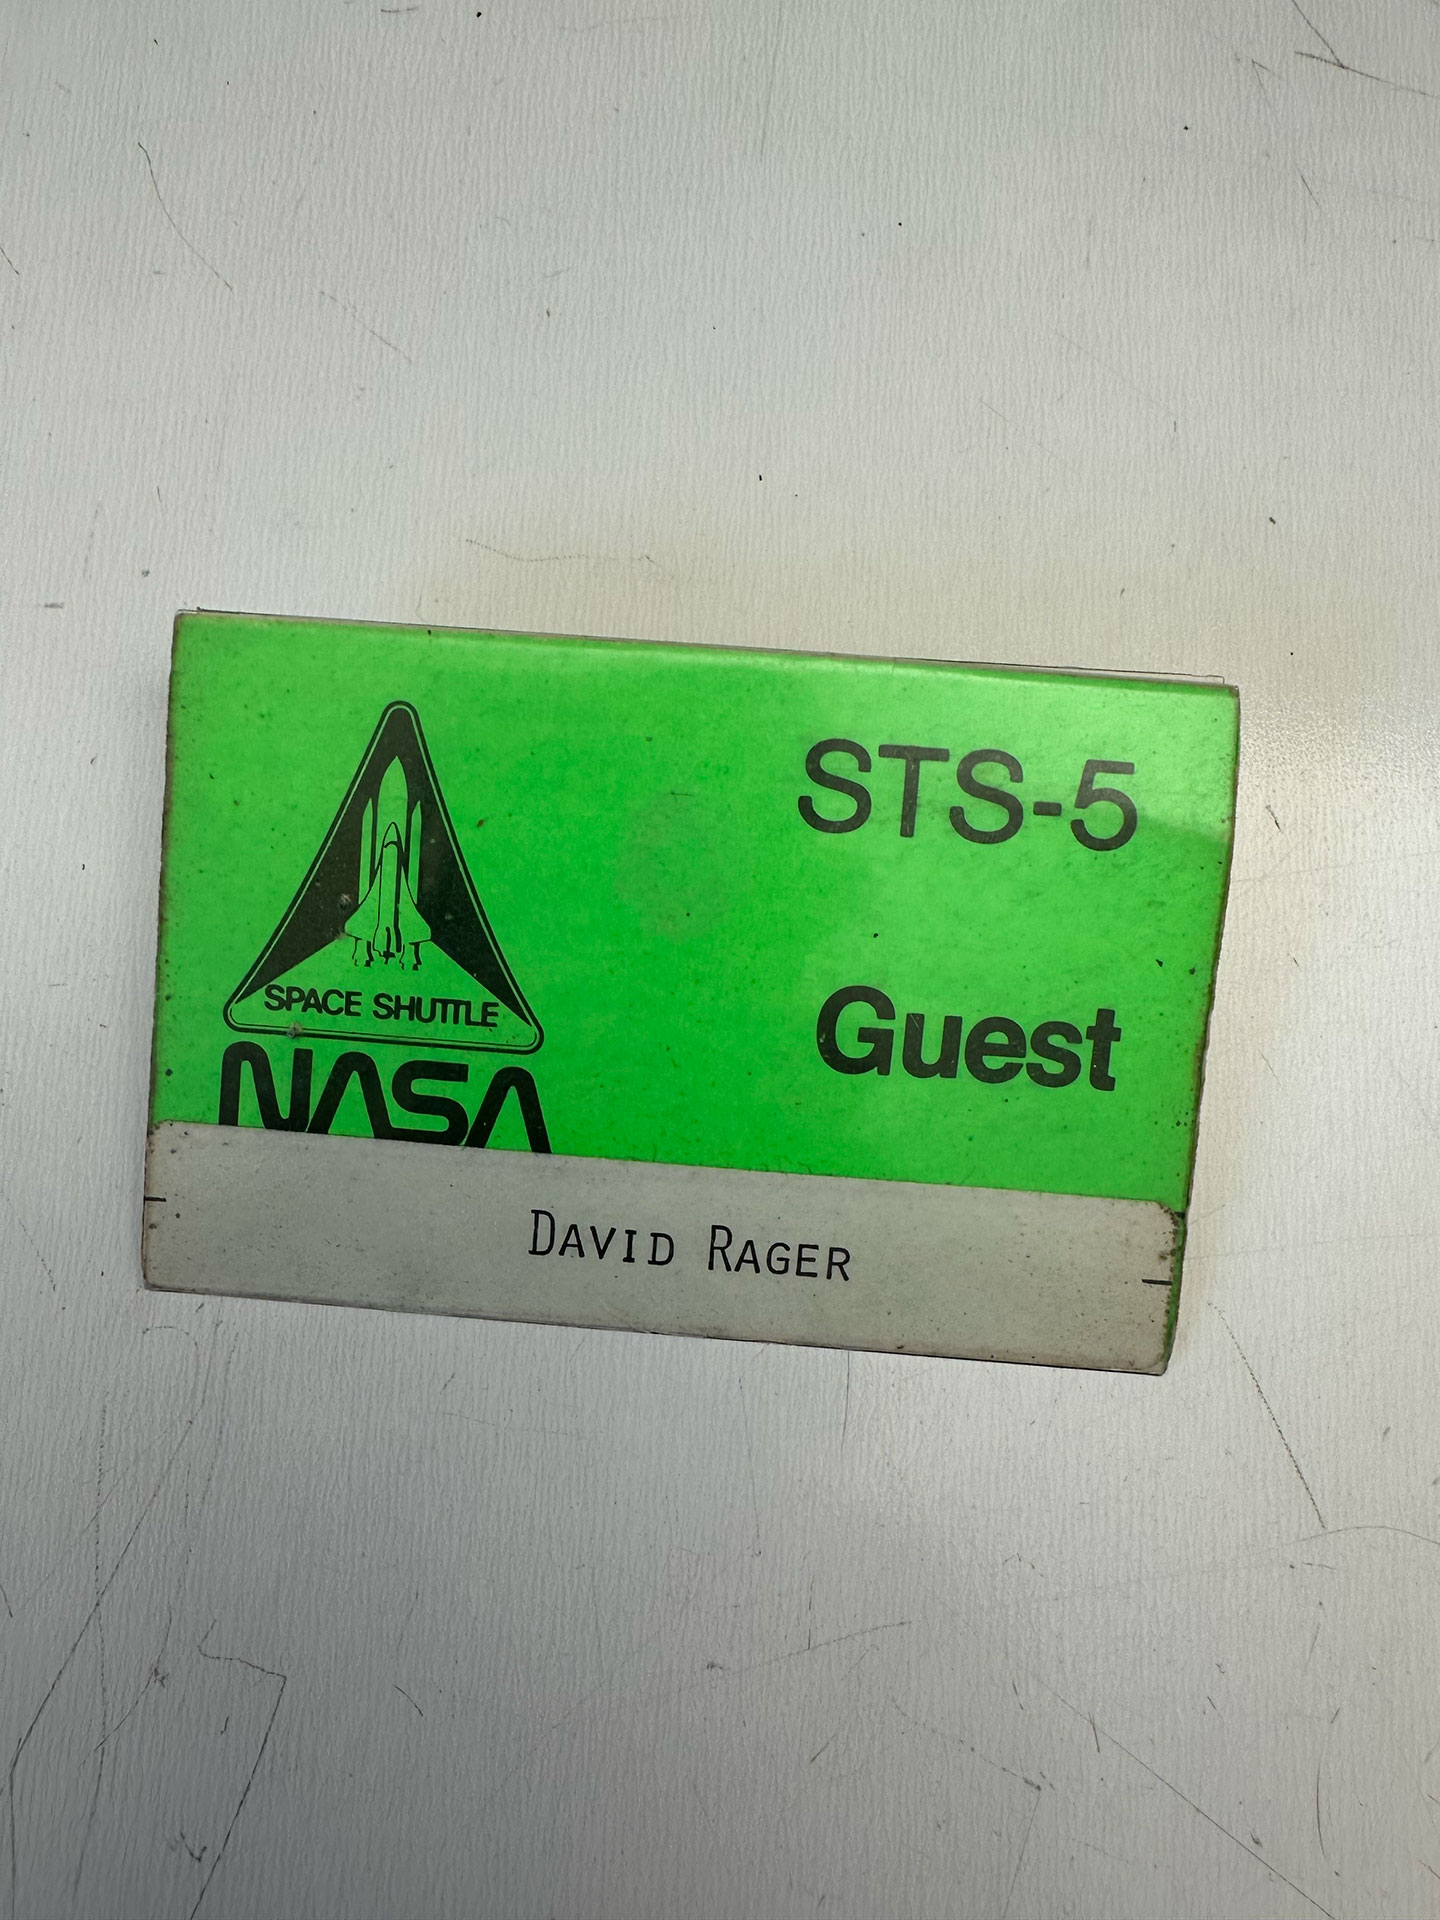 STS-5
Guest
SPACE SHUTTLE
NASA
DAVID RAGER